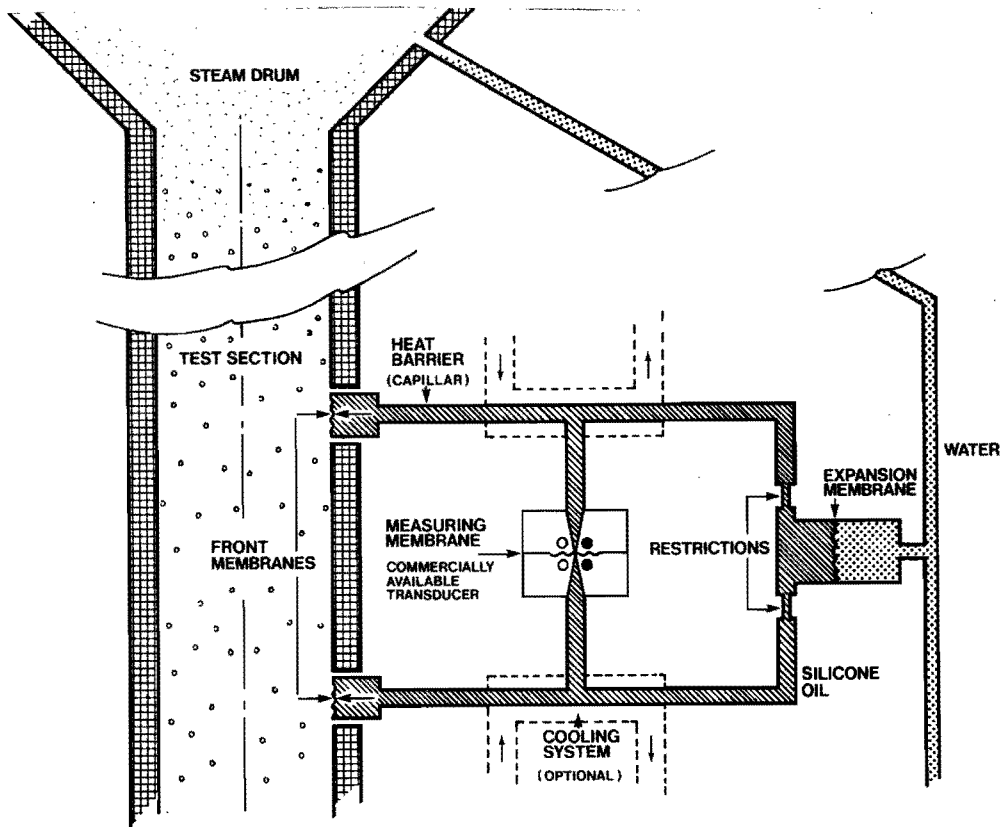 STEAM DRUM
TEST SECTION
HEAT
BARRIER
(CAPILLAR)
WATER
EXPANSION
MEMBRANE
MEASURING
MEMBRANE
COMMERCIALLY
AVAILABLE
TRANSDUCER
RESTRICTIONS
FRONT
MEMBRANES
SILICONE
OIL
COOLING
SYSTEM
(OPTIONAL)